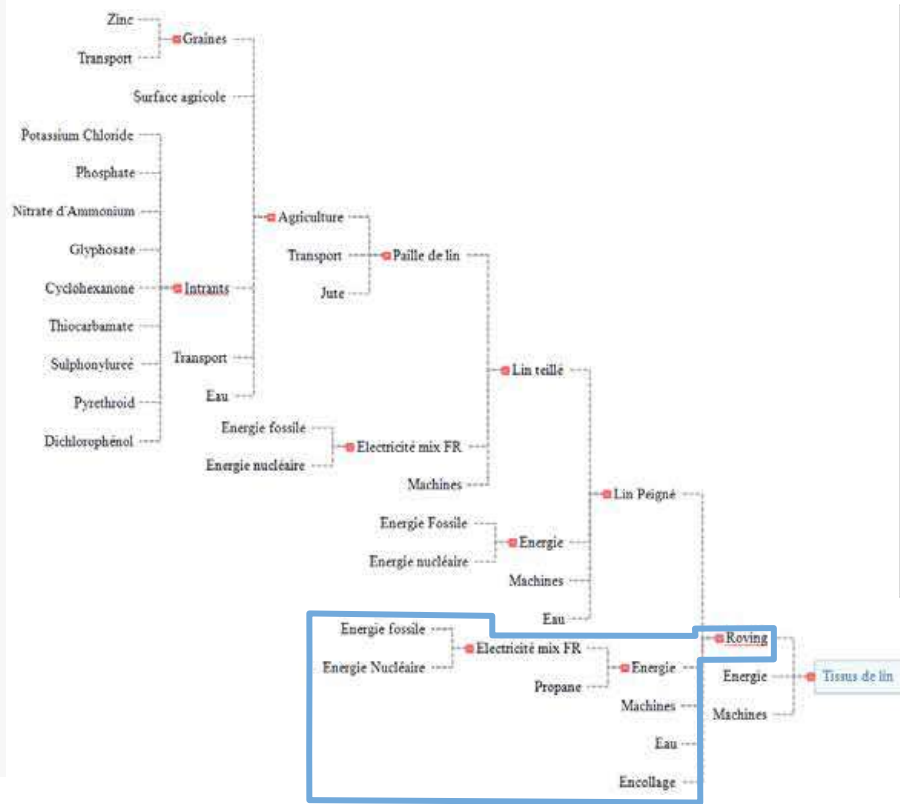 Zinc
Graines
Transport
Surface agricole
Potassium Chloride
Phosphate
Nitrate d'Ammonium
Agriculture
Glyphosate
Transport
Paille de lin
Cyclohexanone
Intrants
Jute
Thiocarbamate
Transport
Sulphonylureé
Lin teillé
Eau
Pyrethroid
Energie fossile
Dichlorophénol
Electricité mix FR
Energie nucléaire
Machines
Lin Peigné
Energie Fossile
Energie
Energie nucléaire
Machines
Eau
Energie fossile
Roving
Electricité mix FR
Energie Nucléaire
Energie
Energie
Tissus de lin
Propane
Machines
Machines
Eau
Encollage